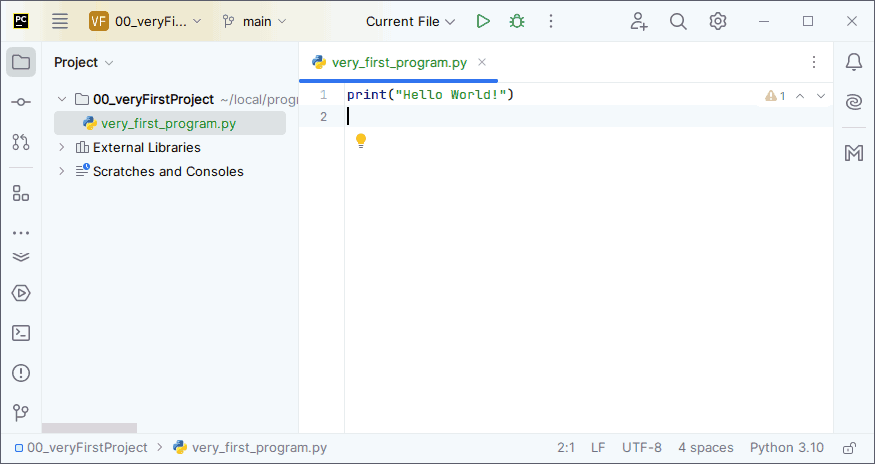 PC
VF 00_veryFi... main Current File
Project
very_first_program.py
00_veryFirstProject ~/local/progr
very_first_program.py
External Libraries
Scratches and Consoles
1 print("Hello World!") 1
2
00_veryFirstProject very_first_program.py 2:1 LF UTF-8 4 spaces Python 3.10